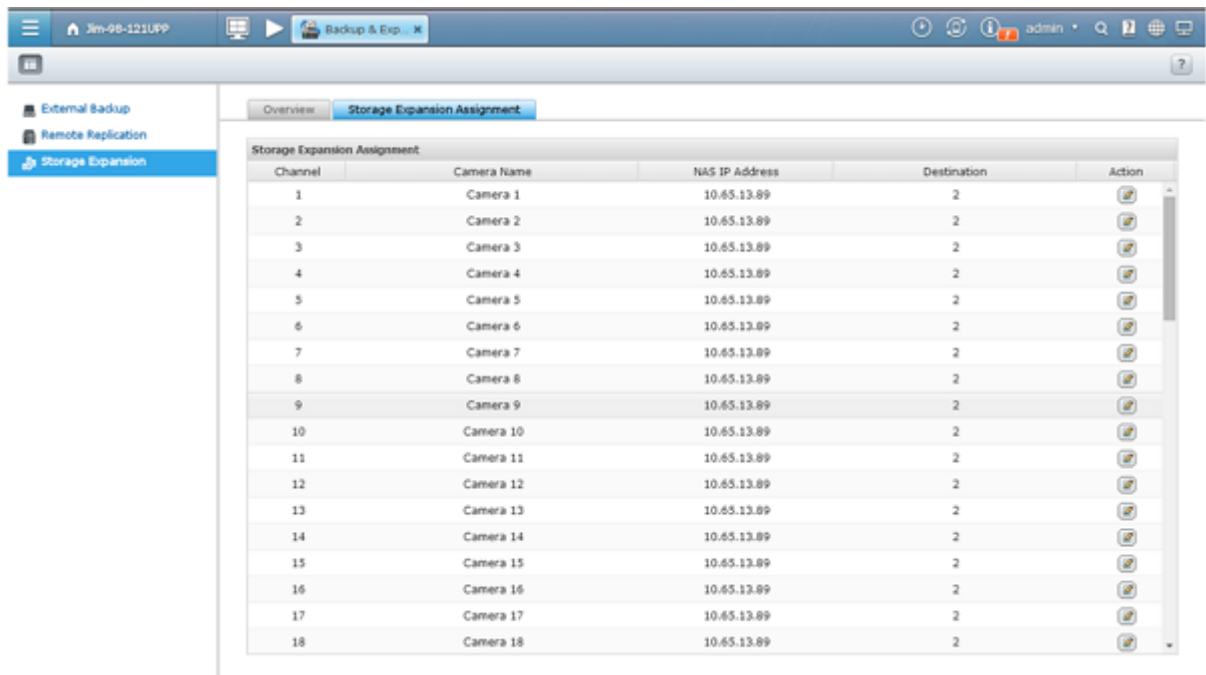 Jim-98-121UPP Backup & Exp... admin
?
External Backup
Remote Replication
Storage Expansion
Overview Storage Expansion Assignment
Storage Expansion Assignment
Channel Camera Name NAS IP Address Destination Action
1 Camera 1 10.65.13.89 2
2 Camera 2 10.65.13.89 2
3 Camera 3 10.65.13.89 2
4 Camera 4 10.65.13.89 2
5 Camera 5 10.65.13.89 2
6 Camera 6 10.65.13.89 2
7 Camera 7 10.65.13.89 2
8 Camera 8 10.65.13.89 2
9 Camera 9 10.65.13.89 2
10 Camera 10 10.65.13.89 2
11 Camera 11 10.65.13.89 2
12 Camera 12 10.65.13.89 2
13 Camera 13 10.65.13.89 2
14 Camera 14 10.65.13.89 2
15 Camera 15 10.65.13.89 2
16 Camera 16 10.65.13.89 2
17 Camera 17 10.65.13.89 2
18 Camera 18 10.65.13.89 2